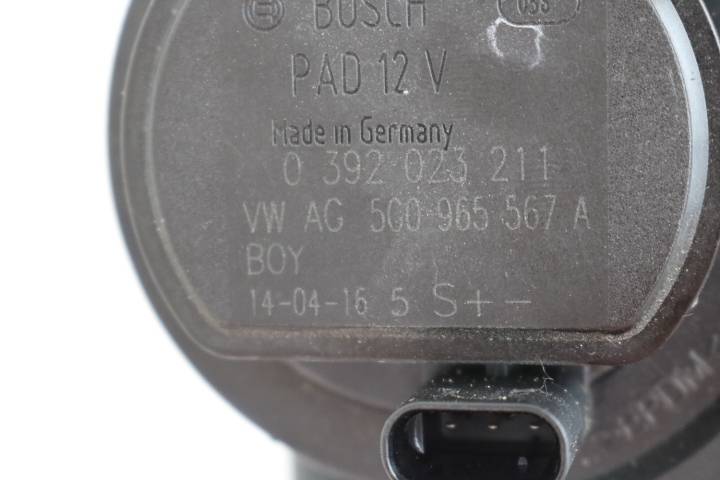 BOSCH
PAD 12 V
Made in Germany
0 392 023 211
VW AG 5C0 965 567 A
BOY
14-04-16 5 S + -